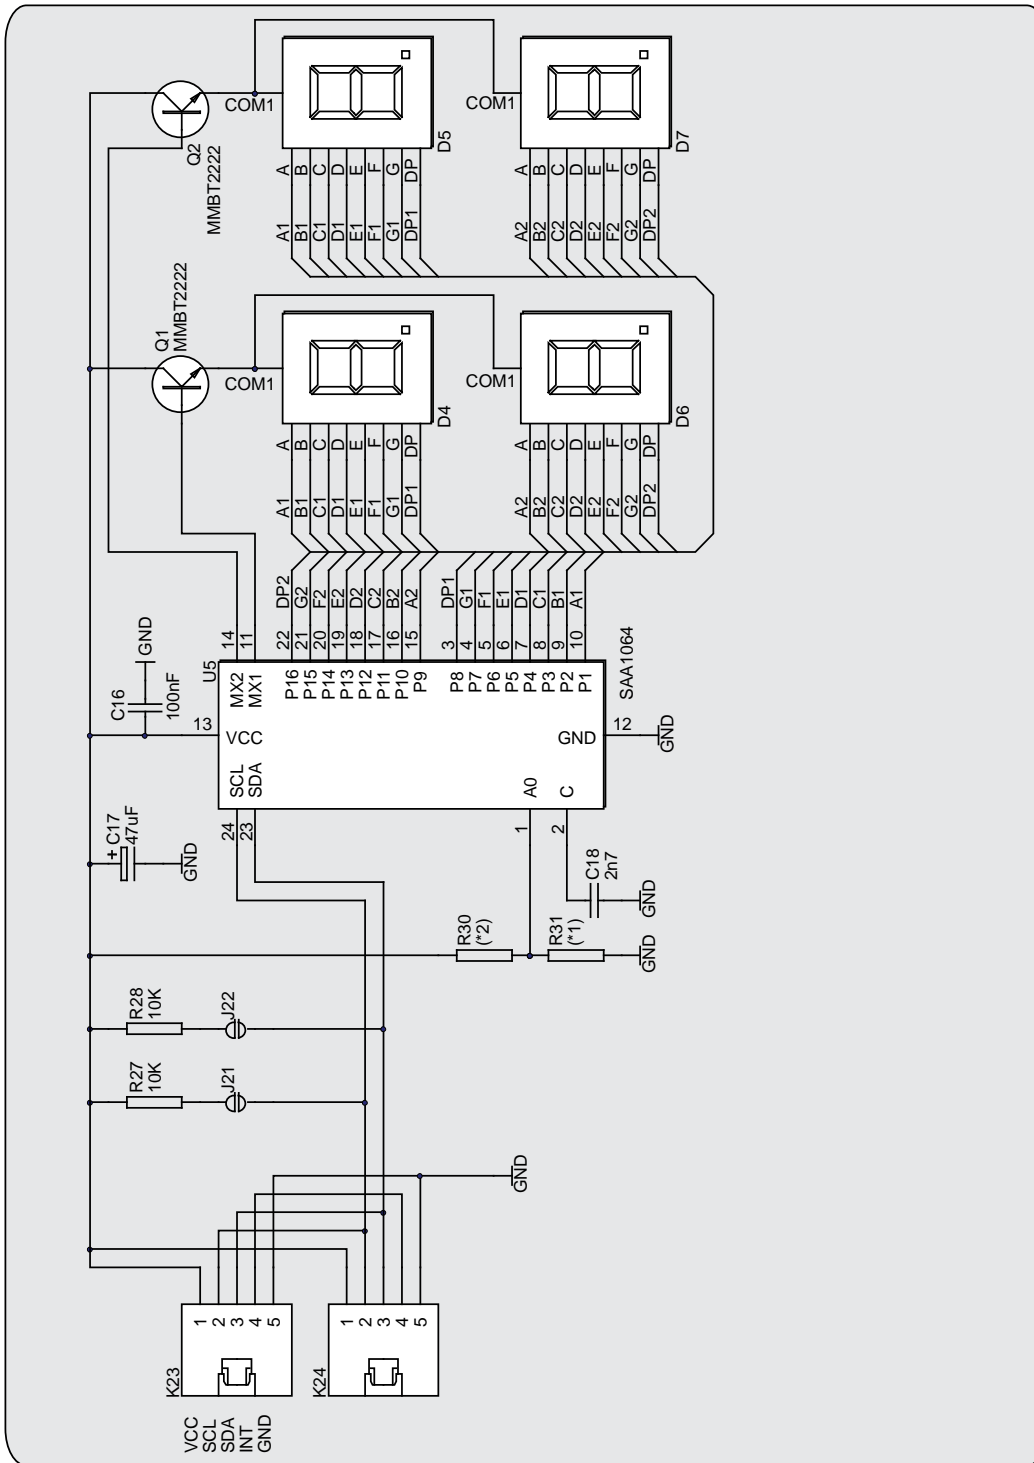 COM1
D5
A
B
C
D
E
F
G
DP
A1
B1
C1
D1
E1
F1
G1
DP1
COM1
D7
A
B
C
D
E
F
G
DP
A2
B2
C2
D2
E2
F2
G2
DP2
Q2
MMBT2222
Q1
MMBT2222
COM1
D4
A
B
C
D
E
F
G
DP
A1
B1
C1
D1
E1
F1
G1
DP1
COM1
D6
A
B
C
D
E
F
G
DP
A2
B2
C2
D2
E2
F2
G2
DP2
DP2
G2
F2
E2
D2
C2
B2
A2
DP1
G1
F1
E1
D1
C1
B1
A1
14
11
22
21
20
19
18
17
16
15
3
4
5
6
7
8
9
10
U5
SAA1064
MX2
MX1
P16
P15
P14
P13
P12
P11
P10
P9
P8
P7
P6
P5
P4
P3
P2
P1
13
VCC
GND
12
GND
SCL
SDA
A0
C
24
23
1
2
C16
100nF
GND
+
C17
47uF
GND
C18
2n7
GND
R30
(*2)
R31
(*1)
GND
R28
10K
J22
R27
10K
J21
GND
K23
1
2
3
4
5
K24
1
2
3
4
5
VCC
SCL
SDA
INT
GND